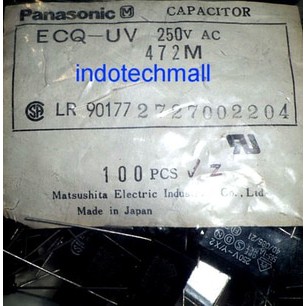 Panasonic M CAPACITOR
ECQ-UV 250V AC
472M
indotechmall
SA LR 90177 2727002204
100 PCS
Matsushita Electric Co., Ltd
Made in Japan